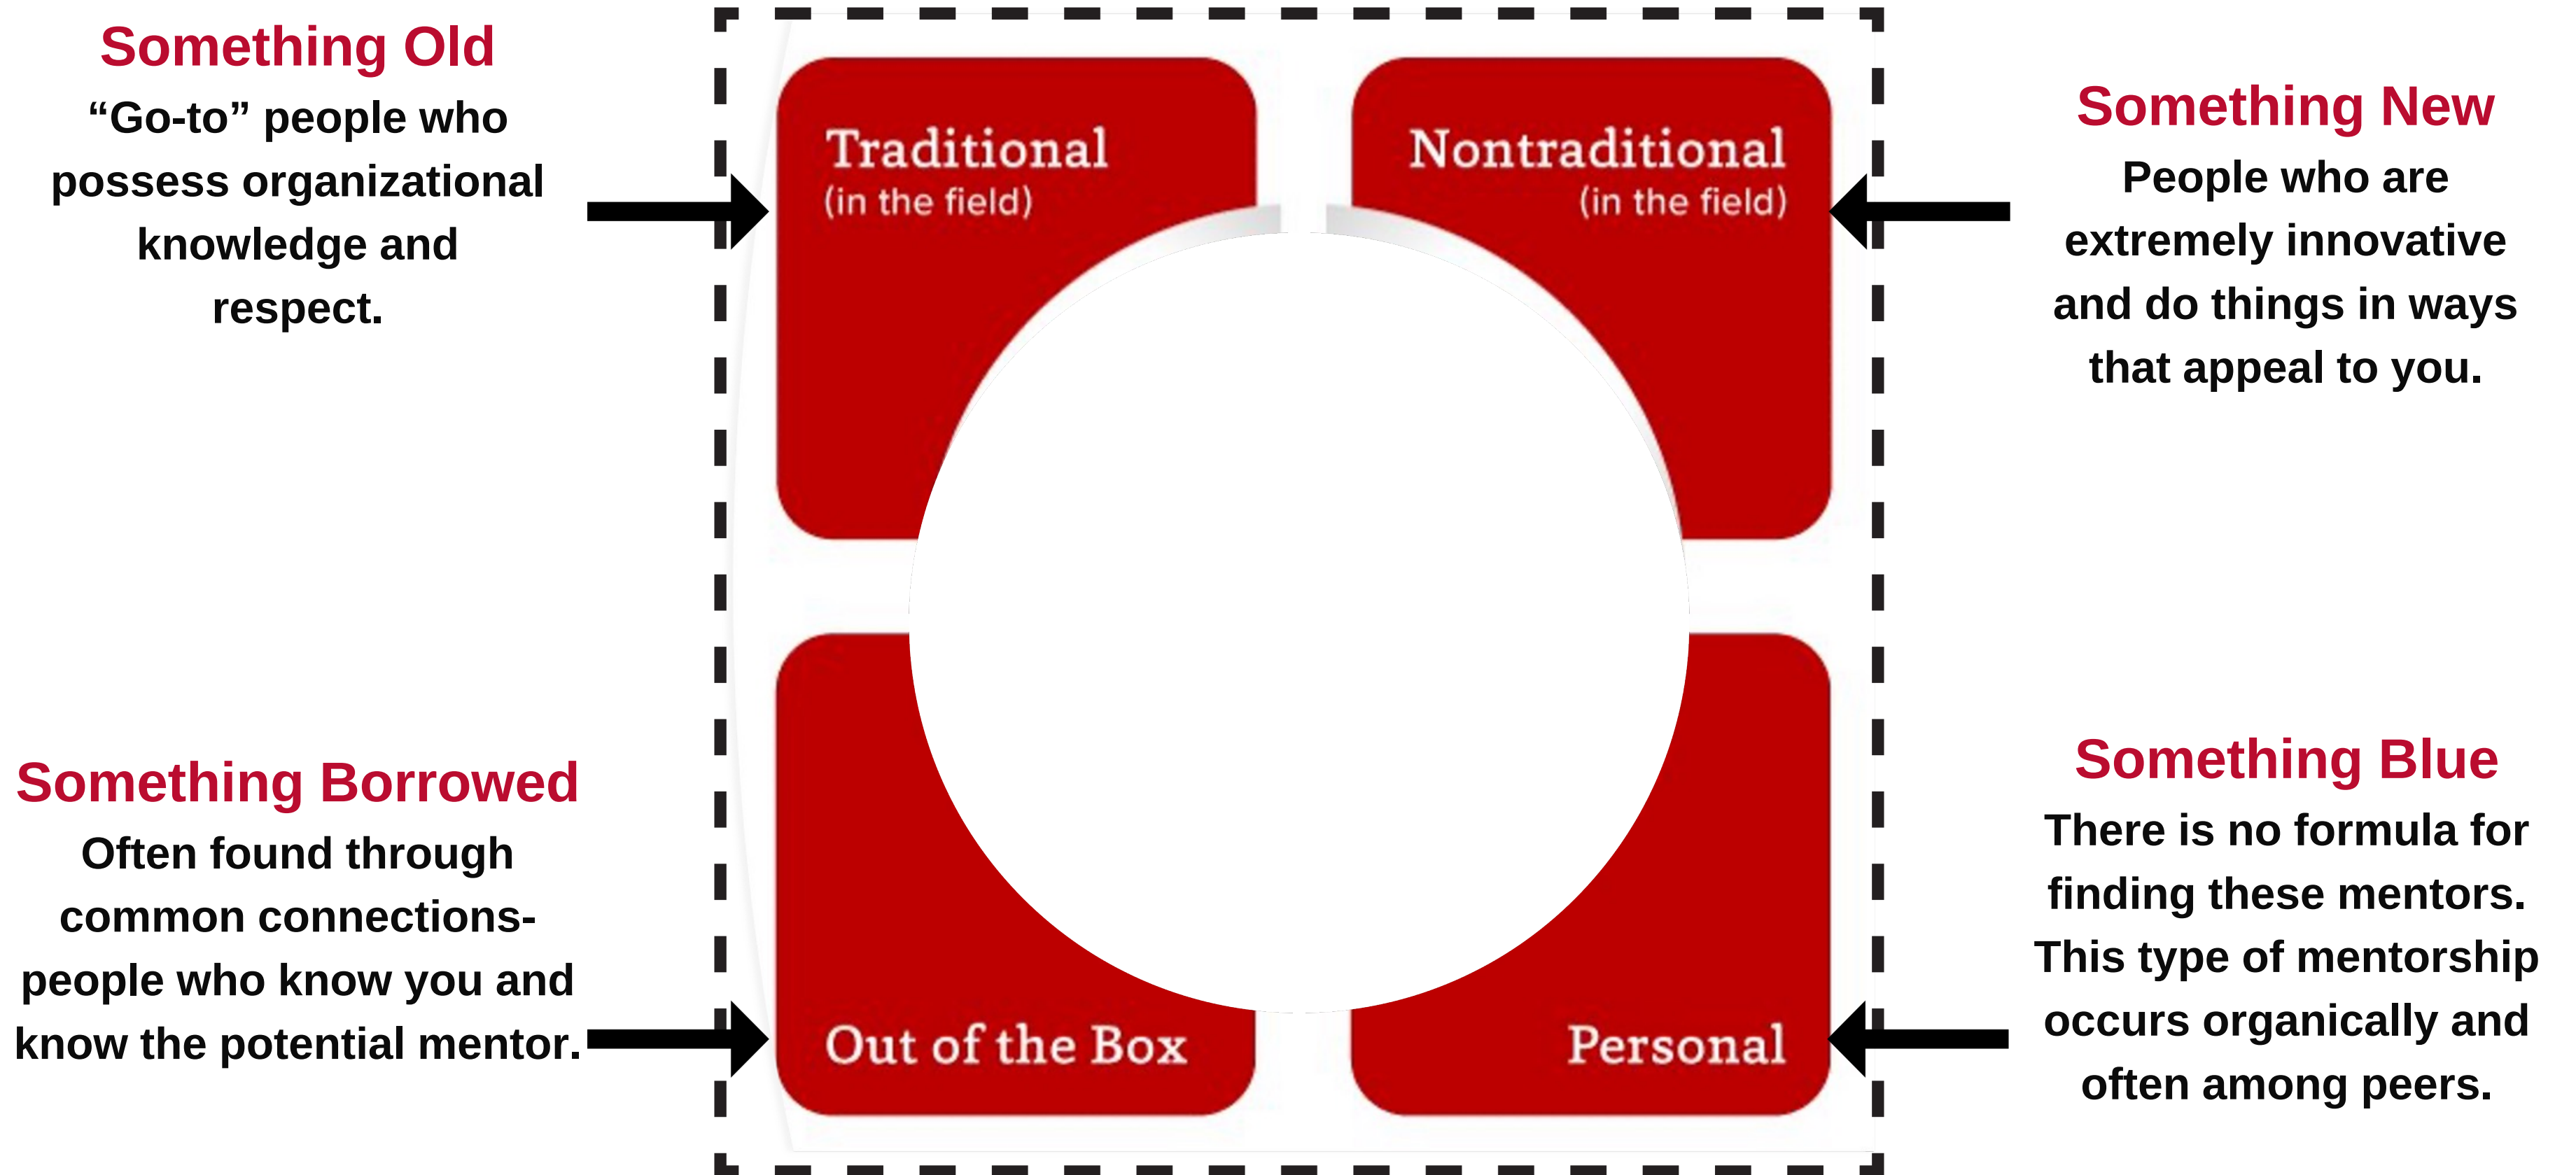 Something Old
“Go-to” people who
possess organizational
knowledge and
respect.
Traditional
(in the field)
Nontraditional
(in the field)
Something New
People who are
extremely innovative
and do things in ways
that appeal to you.
Something Borrowed
Often found through
common connections-
people who know you and
know the potential mentor.
Out of the Box
Personal
Something Blue
There is no formula for
finding these mentors.
This type of mentorship
occurs organically and
often among peers.